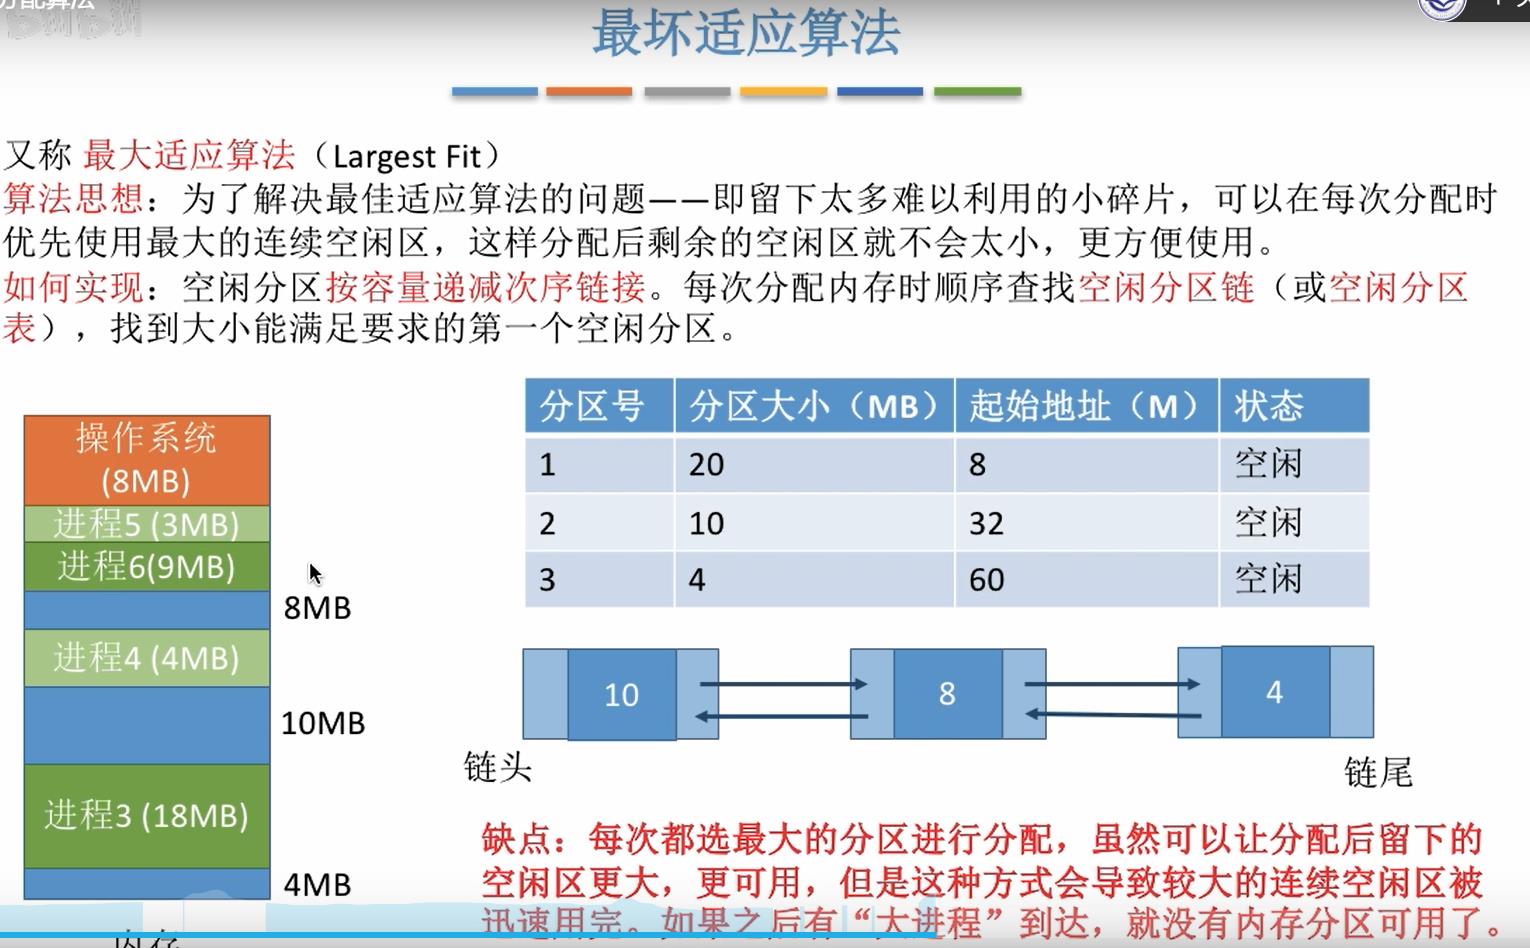 分配算法
最坏适应算法
又称 最大适应算法（Largest Fit）
算法思想：为了解决最佳适应算法的问题——即留下太多难以利用的小碎片，可以在每次分配时
优先使用最大的连续空闲区，这样分配后剩余的空闲区就不会太小，更方便使用。
如何实现：空闲分区按容量递减次序链接。每次分配内存时顺序查找空闲分区链（或空闲分区
表），找到大小能满足要求的第一个空闲分区。
操作系统
(8MB)
进程5 (3MB)
进程6(9MB)
8MB
进程4 (4MB)
10MB
进程3 (18MB)
4MB
内存
分区号 分区大小（MB） 起始地址（M） 状态
1 20 8 空闲
2 10 32 空闲
3 4 60 空闲
10 8 4
链头 链尾
缺点：每次都选最大的分区进行分配，虽然可以让分配后留下的
空闲区更大，更可用，但是这种方式会导致较大的连续空闲区被
迅速用完。如果之后有“大进程”到达，就没有内存分区可用了。